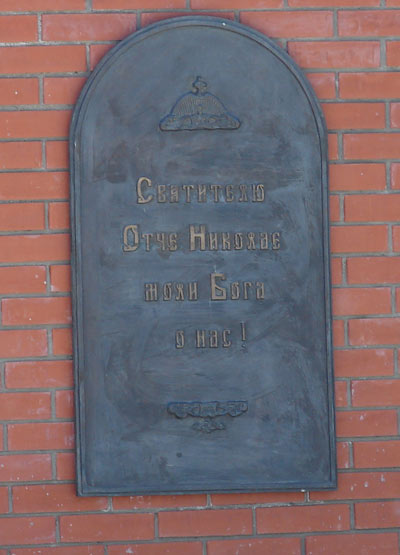 Святителю
Отче Николае
моли Бога
о нас!